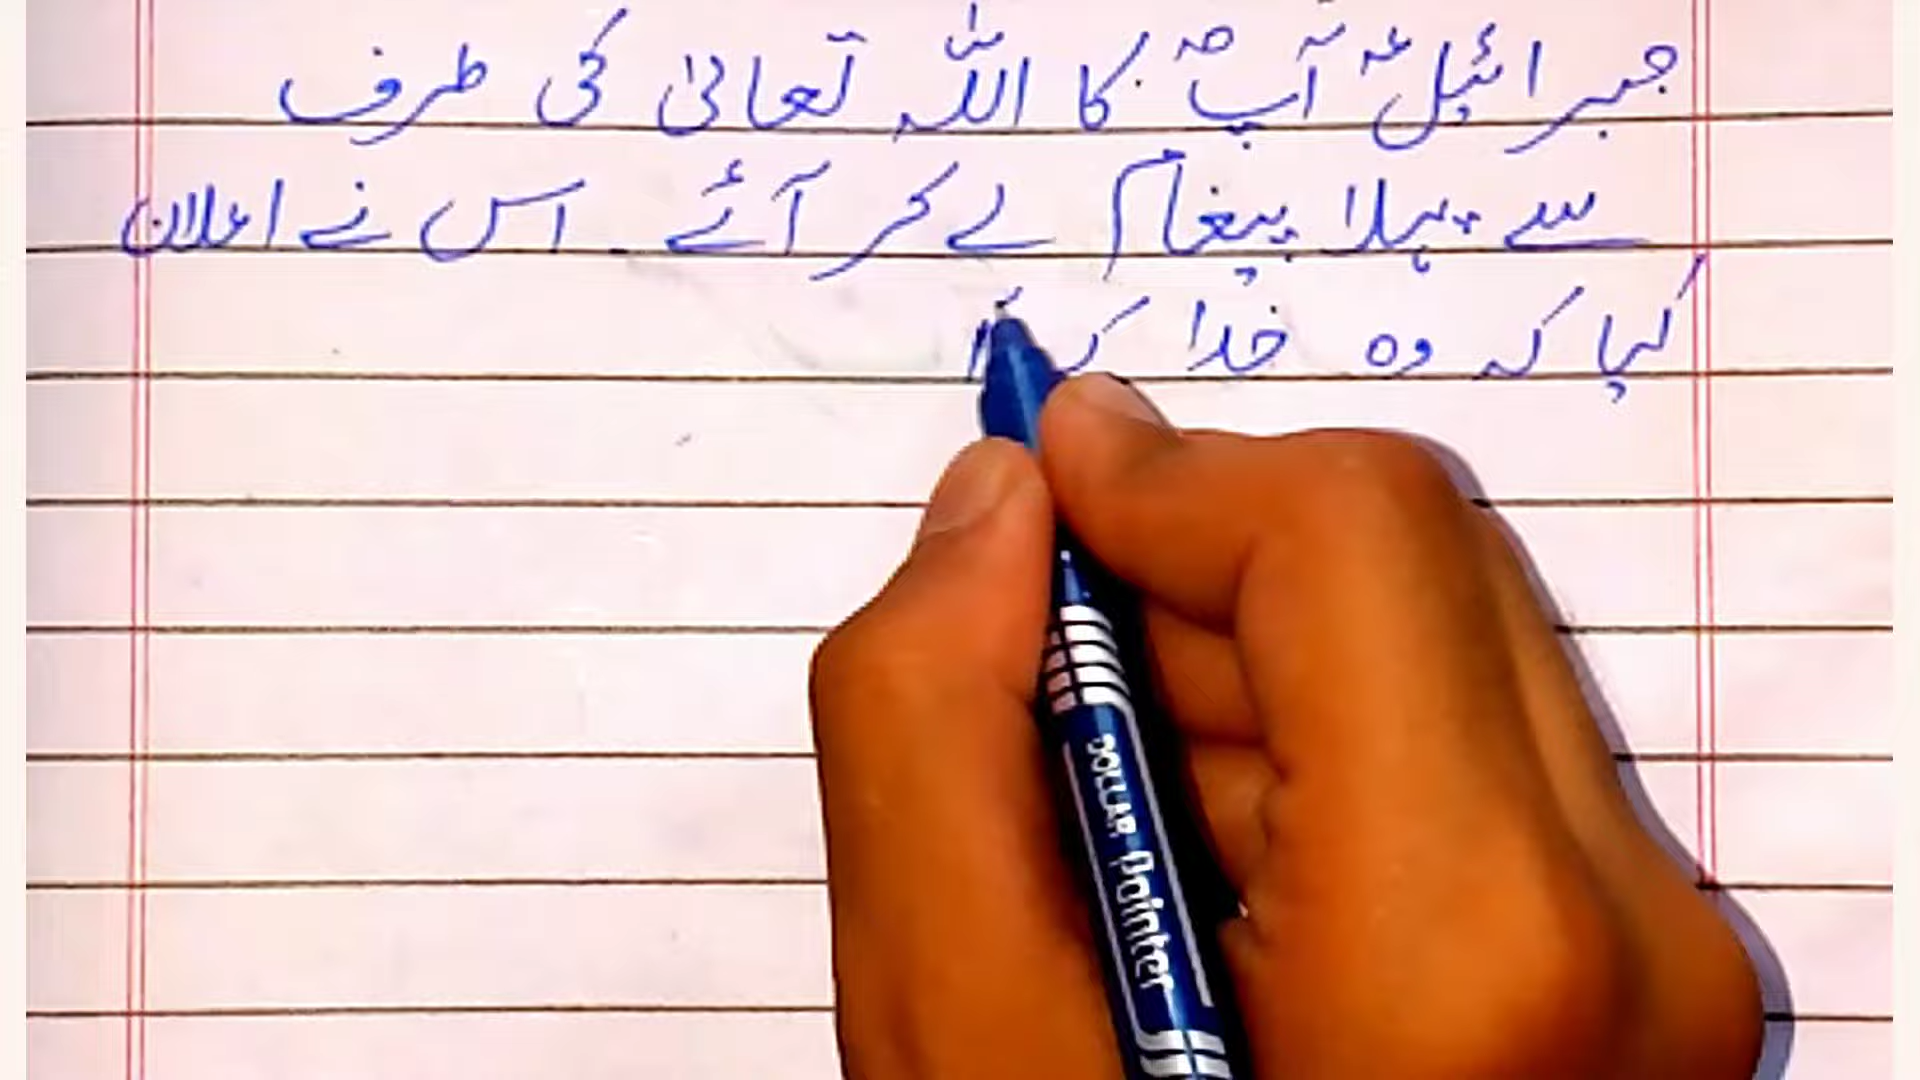 جبرائیلؑ آپؐ کا اللہ تعالیٰ کی طرف
سے پہلا پیغام لے کر آئے۔ اس نے اعلان
کیا کہ وہ خدا
DOLLAR Pointer